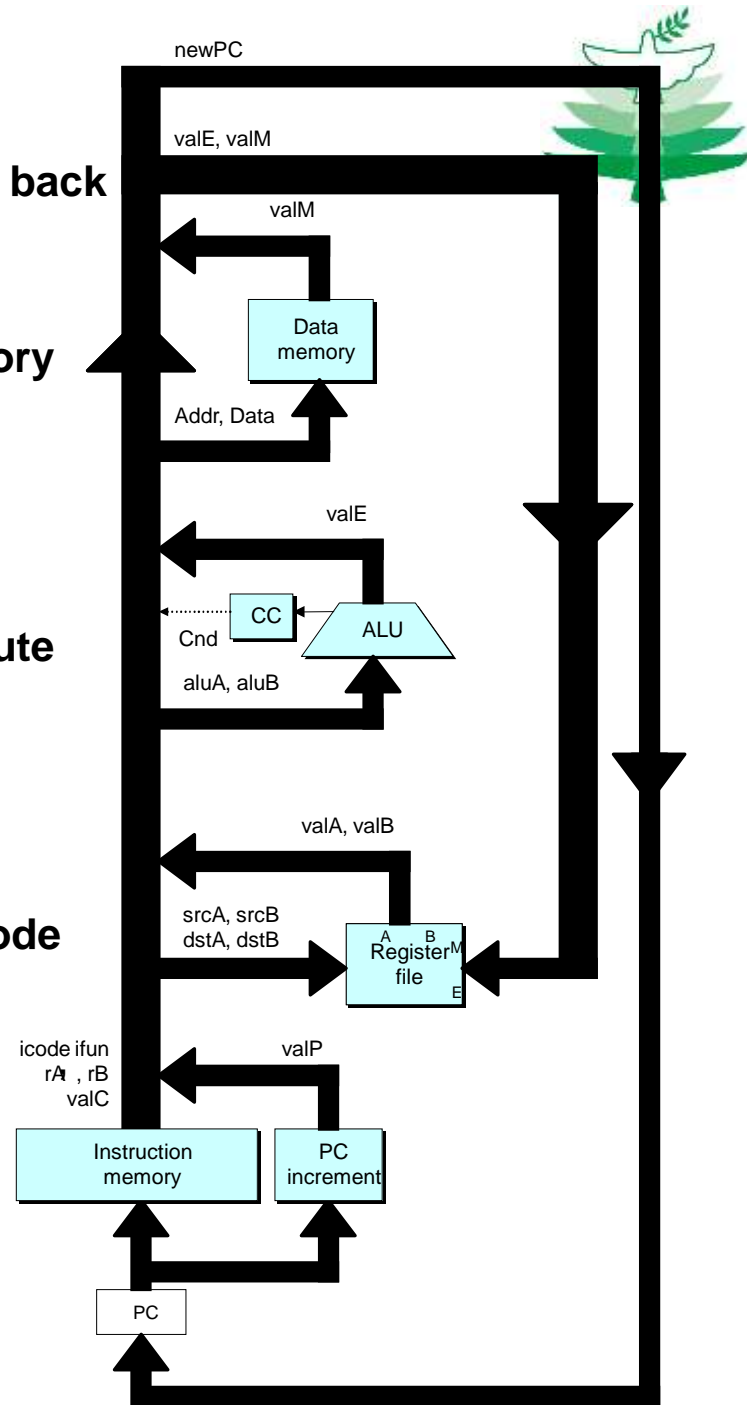 newPC
valE, valM
back
valM
Data
memory
ory
Addr, Data
valE
CC
ALU
Cnd
ute
aluA, aluB
valA, valB
srcA, srcB
dstA, dstB
ode
A B
M
Register
file
E
icode ifun
, rB
valC
valP
Instruction
memory
PC
increment
PC